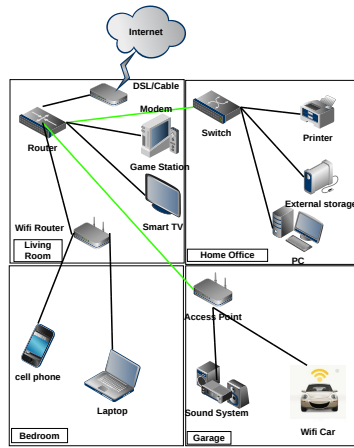 Internet
DSL/Cable
Modem
Router
Switch
Printer
Game Station
External storage
Smart TV
Wifi Router
Living
Room
Home Office
PC
Access Point
cell phone
Laptop
Sound System
Wifi Car
Bedroom
Garage